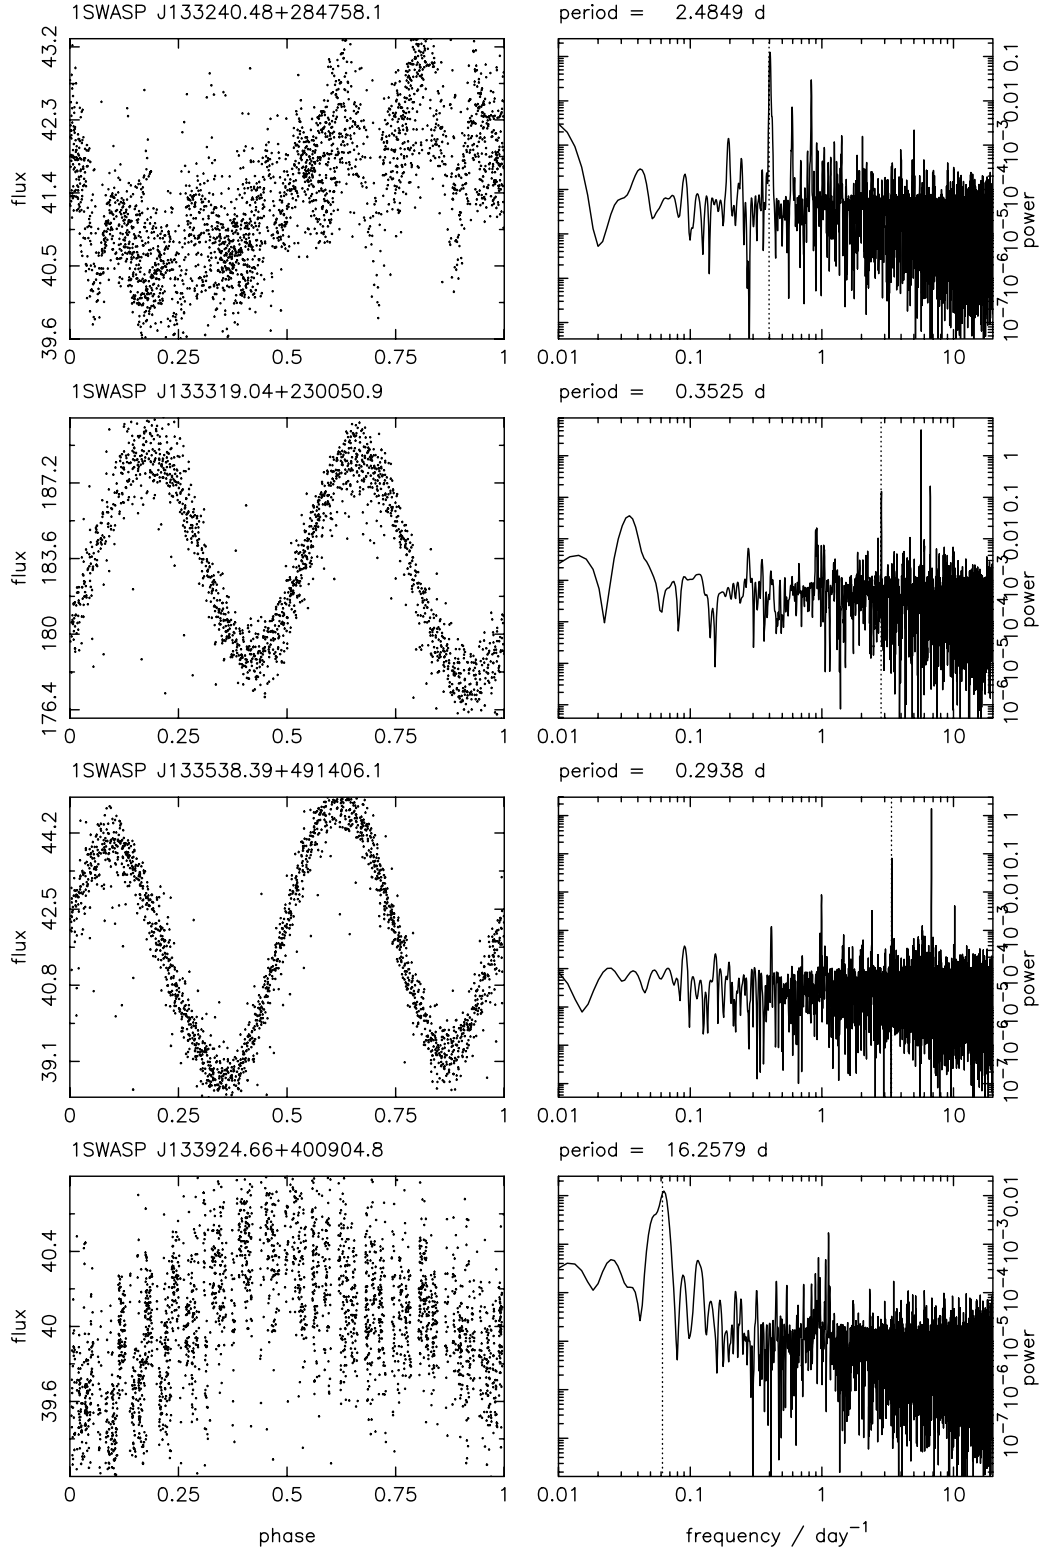 1SWASP J133240.48+284758.1
period = 2.4849 d
flux
39.6 40.5 41.4 42.3 43.2
0 0.25 0.5 0.75 1
power
10⁻⁷ 10⁻⁶ 10⁻⁵ 10⁻⁴ 10⁻³ 0.01 0.1
0.01 0.1 1 10
1SWASP J133319.04+230050.9
period = 0.3525 d
flux
176.4 180 183.6 187.2
0 0.25 0.5 0.75 1
power
10⁻⁶ 10⁻⁵ 10⁻⁴ 10⁻³ 0.01 0.1 1
0.01 0.1 1 10
1SWASP J133538.39+491406.1
period = 0.2938 d
flux
39.1 40.8 42.5 44.2
0 0.25 0.5 0.75 1
power
10⁻⁷ 10⁻⁶ 10⁻⁵ 10⁻⁴ 10⁻³ 0.01 0.1 1
0.01 0.1 1 10
1SWASP J133924.66+400904.8
period = 16.2579 d
flux
39.6 40 40.4
0 0.25 0.5 0.75 1
power
10⁻⁷ 10⁻⁶ 10⁻⁵ 10⁻⁴ 10⁻³ 0.01
0.01 0.1 1 10
phase
frequency / day⁻¹